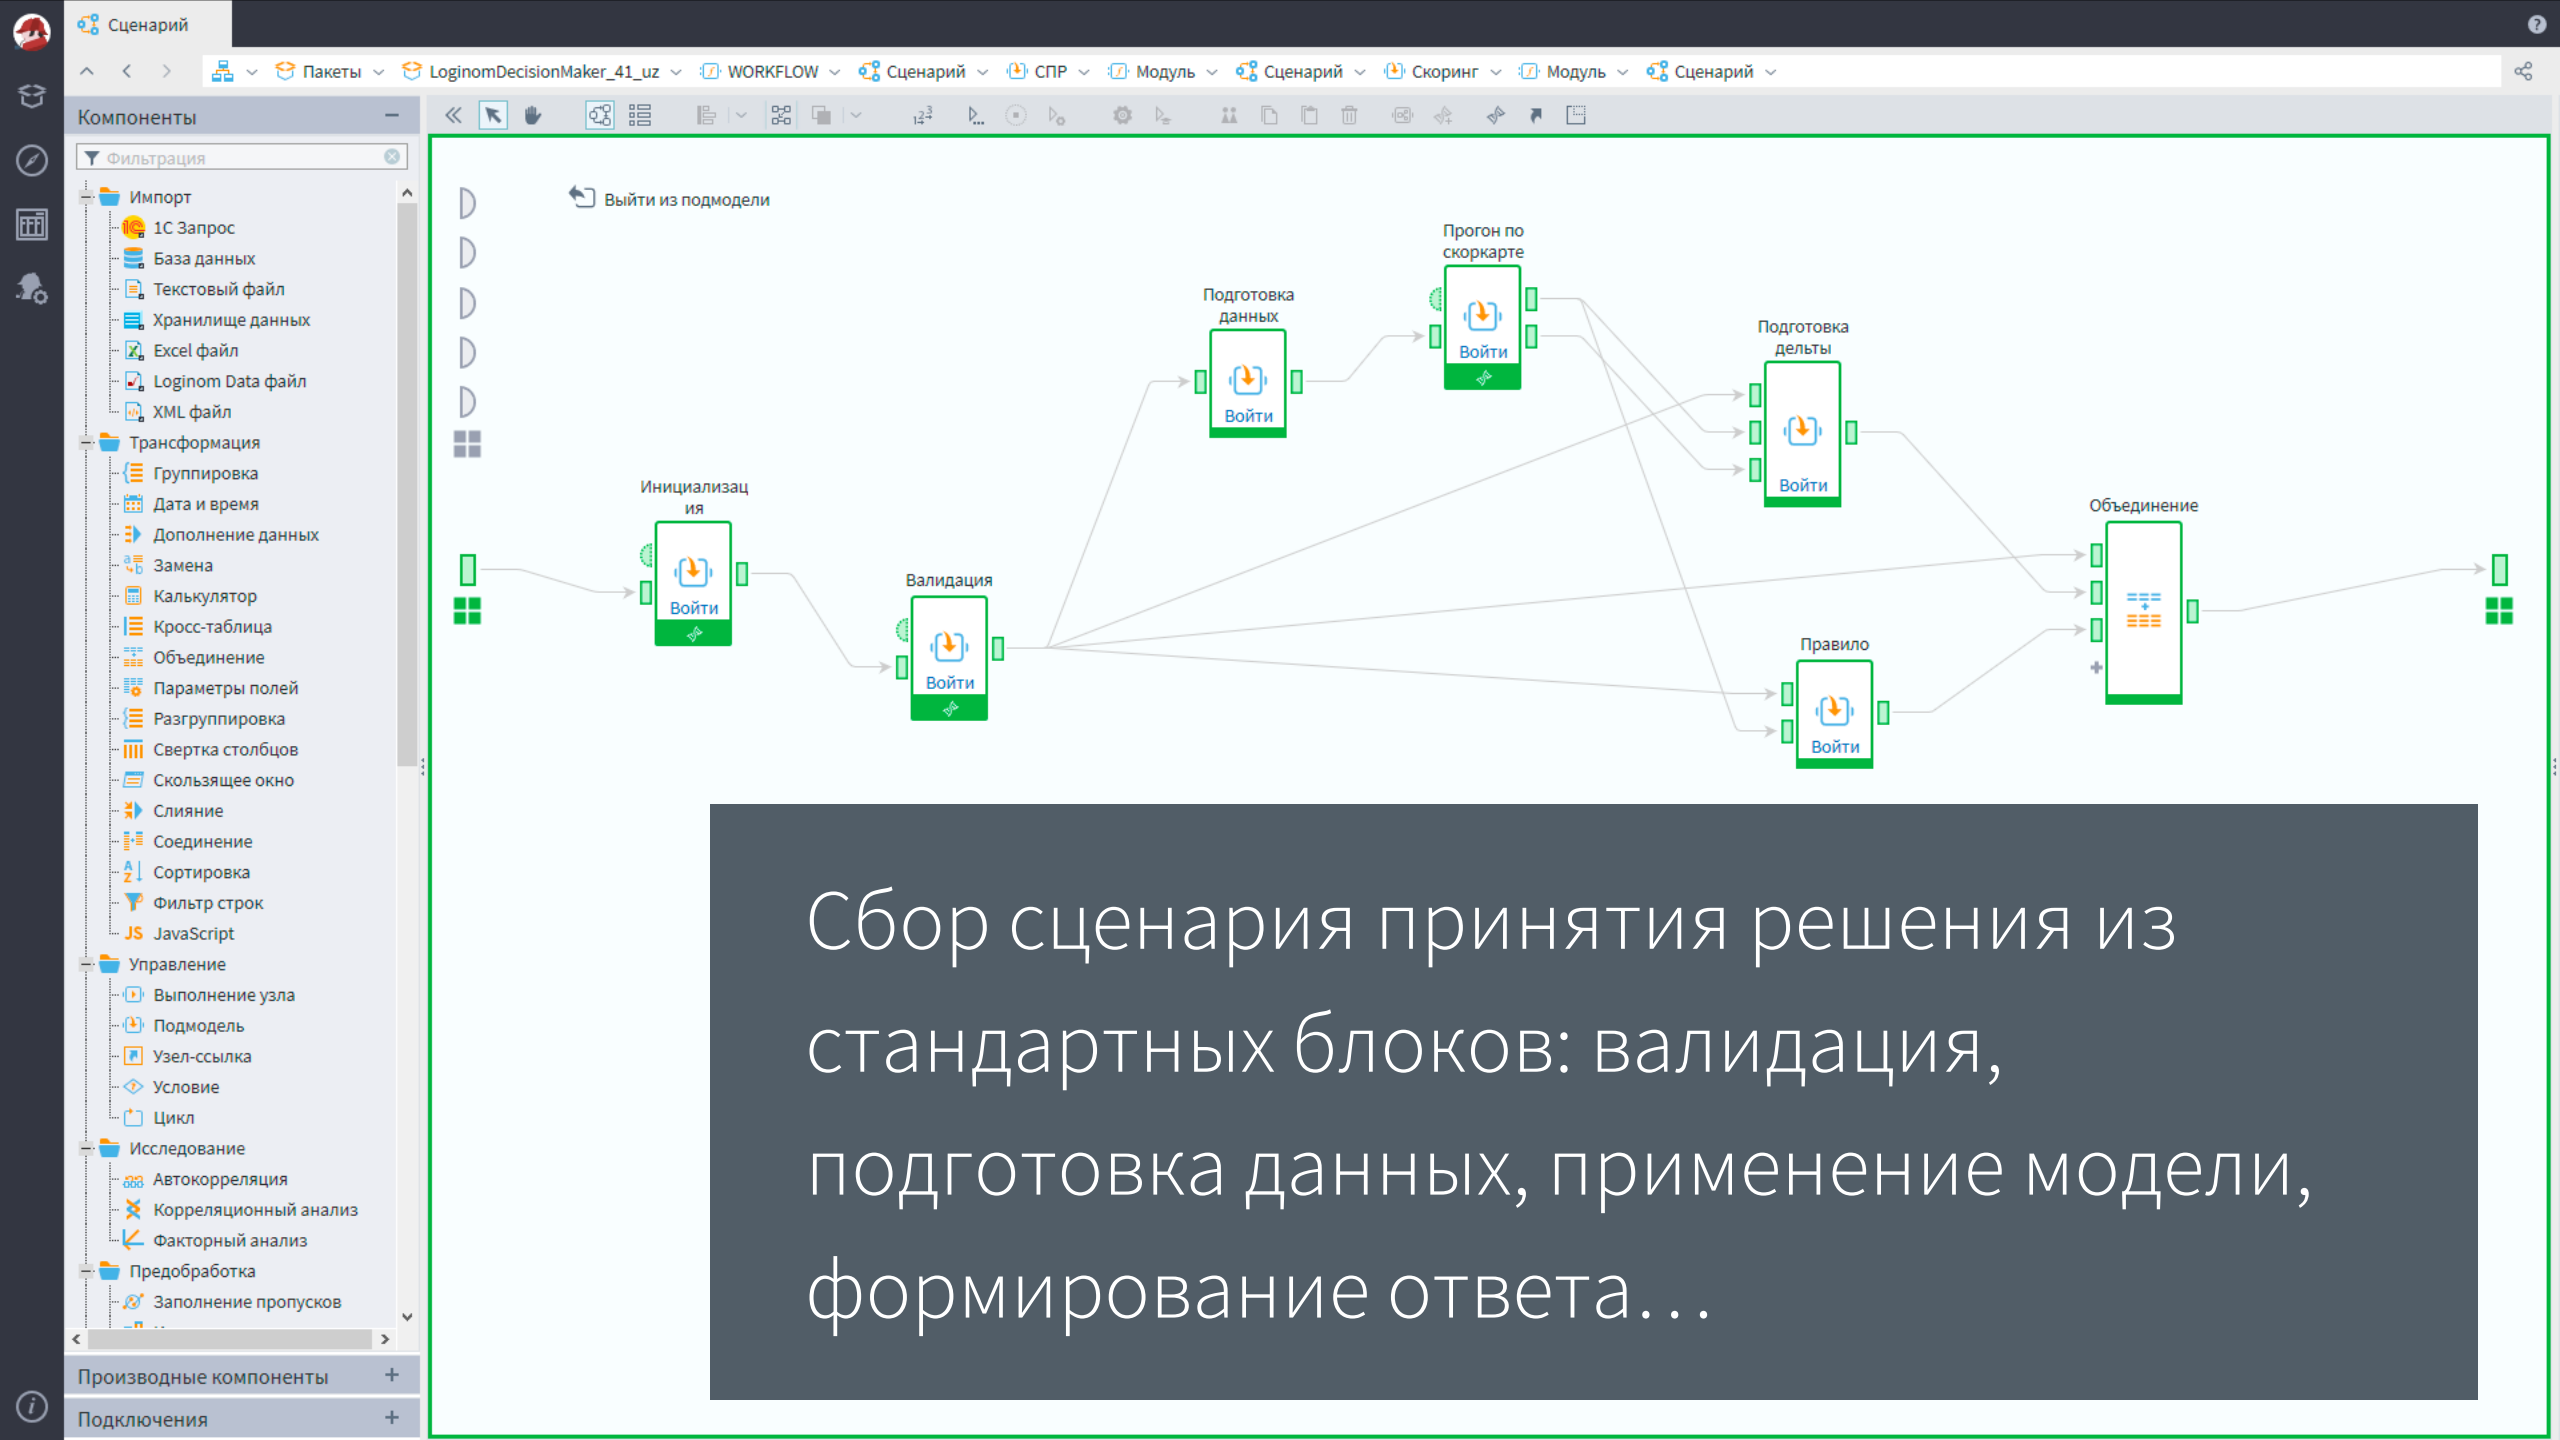 Сценарий
Пакеты
LoginomDecisionMaker_41_uz
WORKFLOW
Сценарий
СПР
Модуль
Сценарий
Скоринг
Модуль
Сценарий
Компоненты
Фильтрация
Импорт
1С Запрос
База данных
Текстовый файл
Хранилище данных
Excel файл
Loginom Data файл
XML файл
Трансформация
Группировка
Дата и время
Дополнение данных
Замена
Калькулятор
Кросс-таблица
Объединение
Параметры полей
Разгруппировка
Свертка столбцов
Скользящее окно
Слияние
Соединение
Сортировка
Фильтр строк
JS JavaScript
Управление
Выполнение узла
Подмодель
Узел-ссылка
Условие
Цикл
Исследование
Автокорреляция
Корреляционный анализ
Факторный анализ
Предобработка
Заполнение пропусков
Производные компоненты
Подключения
Выйти из подмодели
Инициализац
ия
Войти
Валидация
Войти
Подготовка
данных
Войти
Прогон по
скоркарте
Войти
Подготовка
дельты
Войти
Правило
Войти
Объединение
Сбор сценария принятия решения из
стандартных блоков: валидация,
подготовка данных, применение модели,
формирование ответа…